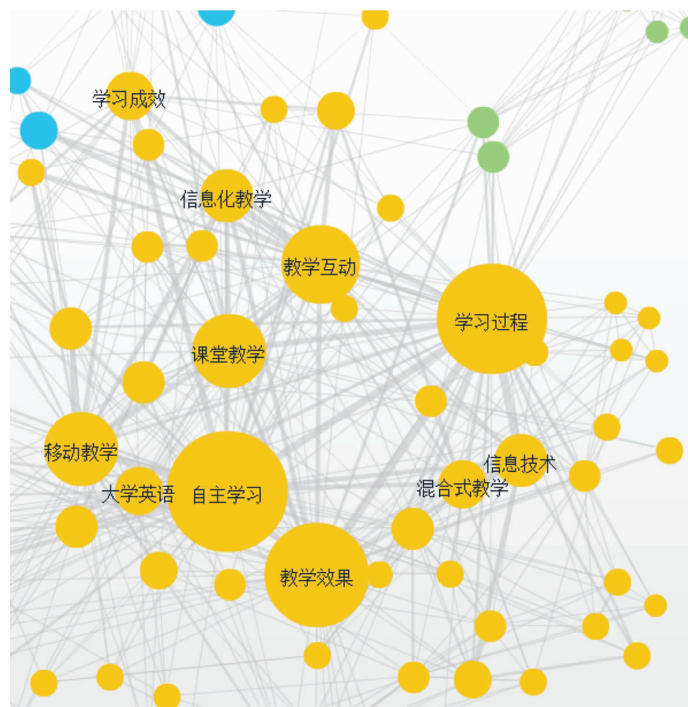 学习成效
信息化教学
教学互动
学习过程
课堂教学
移动教学
信息技术
大学英语
自主学习
混合式教学
教学效果